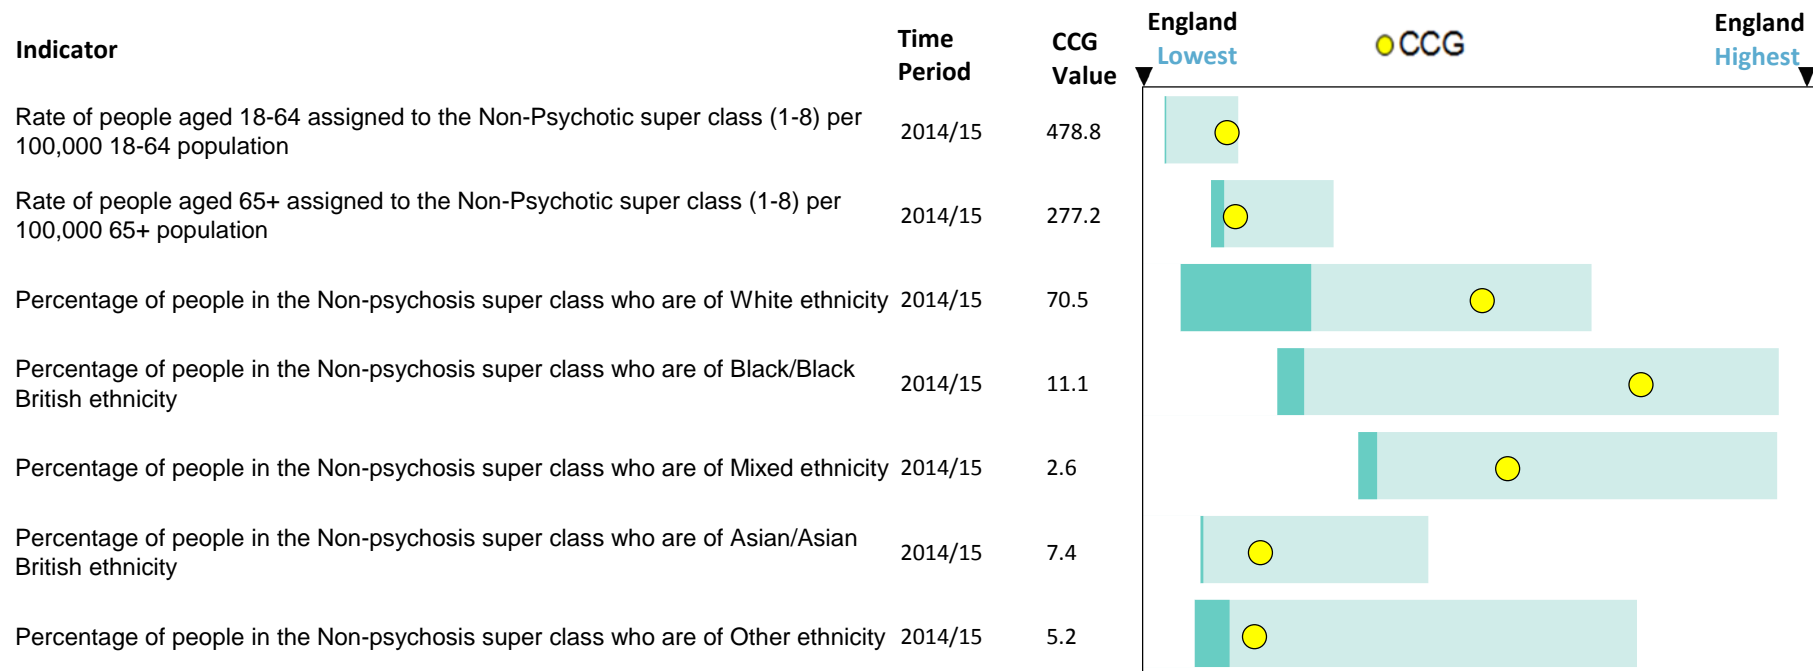 Indicator
Time Period
CCG Value
England Lowest
CCG
England Highest
Rate of people aged 18-64 assigned to the Non-Psychotic super class (1-8) per
100,000 18-64 population
2014/15
478.8
Rate of people aged 65+ assigned to the Non-Psychotic super class (1-8) per
100,000 65+ population
2014/15
277.2
Percentage of people in the Non-psychosis super class who are of White ethnicity
2014/15
70.5
Percentage of people in the Non-psychosis super class who are of Black/Black
British ethnicity
2014/15
11.1
Percentage of people in the Non-psychosis super class who are of Mixed ethnicity
2014/15
2.6
Percentage of people in the Non-psychosis super class who are of Asian/Asian
British ethnicity
2014/15
7.4
Percentage of people in the Non-psychosis super class who are of Other ethnicity
2014/15
5.2